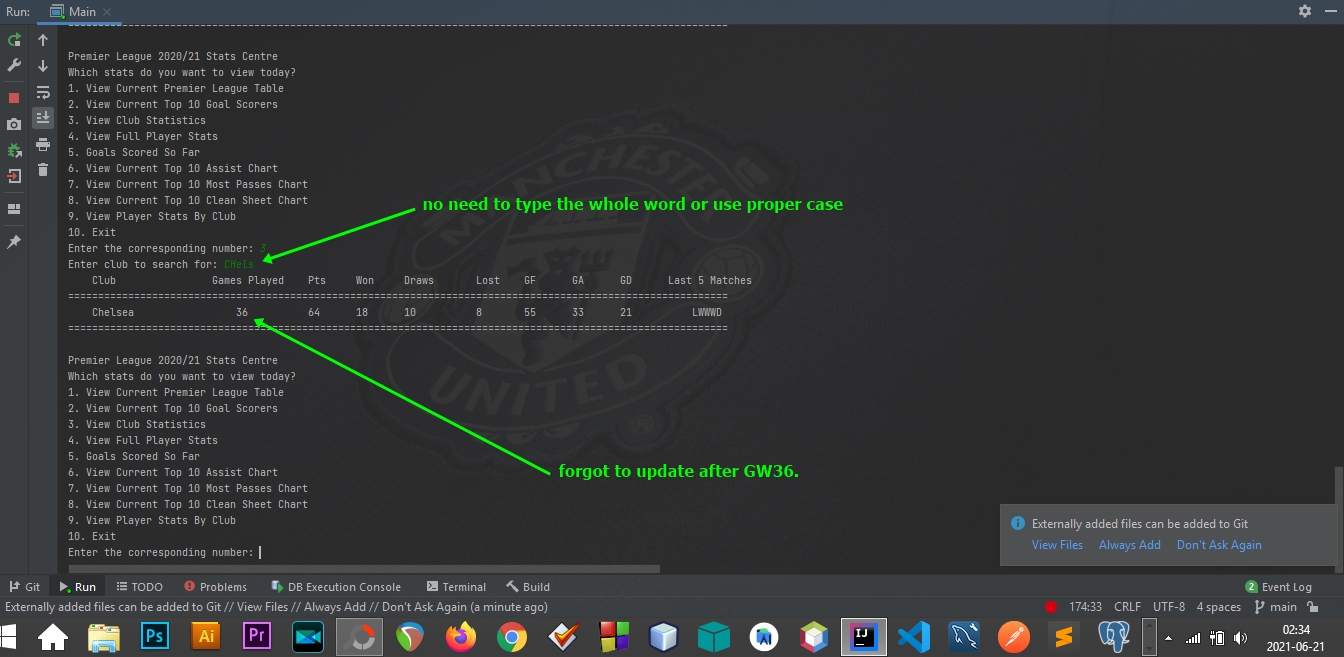 Run: Main
Premier League 2020/21 Stats Centre
Which stats do you want to view today?
1. View Current Premier League Table
2. View Current Top 10 Goal Scorers
3. View Club Statistics
4. View Full Player Stats
5. Goals Scored So Far
6. View Current Top 10 Assist Chart
7. View Current Top 10 Most Passes Chart
8. View Current Top 10 Clean Sheet Chart
9. View Player Stats By Club
10. Exit
Enter the corresponding number: 3
Enter club to search for: CHels
no need to type the whole word or use proper case
Club Games Played Pts Won Draws Lost GF GA GD Last 5 Matches
Chelsea 36 64 18 10 8 55 33 21 LWWWD
Premier League 2020/21 Stats Centre
Which stats do you want to view today?
1. View Current Premier League Table
2. View Current Top 10 Goal Scorers
3. View Club Statistics
4. View Full Player Stats
5. Goals Scored So Far
6. View Current Top 10 Assist Chart
7. View Current Top 10 Most Passes Chart
8. View Current Top 10 Clean Sheet Chart
9. View Player Stats By Club
10. Exit
Enter the corresponding number:
forgot to update after GW36.
MANCHESTER
UNITED
Externally added files can be added to Git
View Files Always Add Don't Ask Again
Git Run TODO Problems DB Execution Console Terminal Build 2 Event Log
Externally added files can be added to Git // View Files // Always Add // Don't Ask Again (a minute ago) 174:33 CRLF UTF-8 4 spaces main
Ps Ai Pr IJ 02:34
2021-06-21